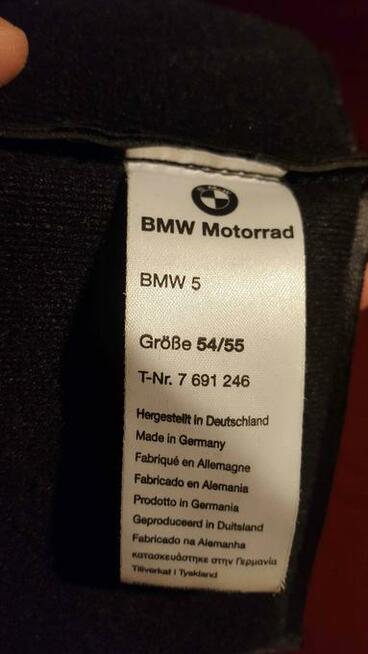 BMW Motorrad
BMW 5
Größe 54/55
T-Nr. 7 691 246
Hergestellt in Deutschland
Made in Germany
Fabriqué en Allemagne
Fabricado en Alemania
Prodotto in Germania
Geproduceerd in Duitsland
Fabricado na Alemanha
κατασκευάστηκε στην Γερμανία
Tillverkat i Tyskland